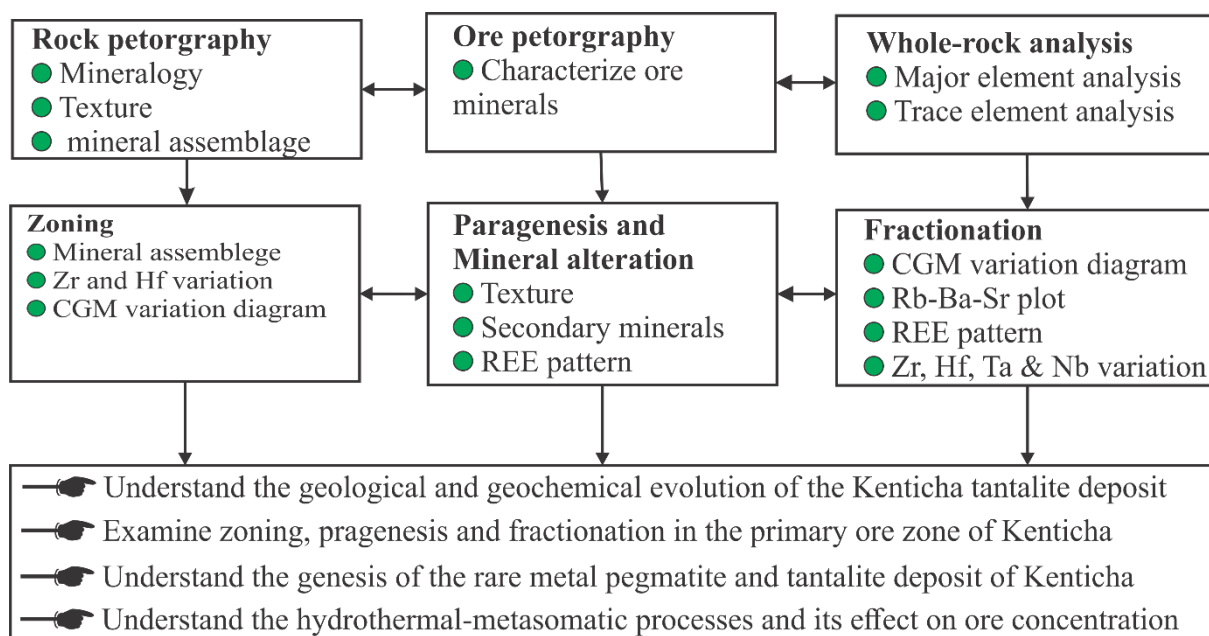 Rock petorgraphy
Mineralogy
Texture
mineral assemblage
Ore petorgraphy
Characterize ore
minerals
Whole-rock analysis
Major element analysis
Trace element analysis
Zoning
Mineral assemblege
Zr and Hf variation
CGM variation diagram
Paragenesis and
Mineral alteration
Texture
Secondary minerals
REE pattern
Fractionation
CGM variation diagram
Rb-Ba-Sr plot
REE pattern
Zr, Hf, Ta & Nb variation
Understand the geological and geochemical evolution of the Kenticha tantalite deposit
Examine zoning, pragenesis and fractionation in the primary ore zone of Kenticha
Understand the genesis of the rare metal pegmatite and tantalite deposit of Kenticha
Understand the hydrothermal-metasomatic processes and its effect on ore concentration